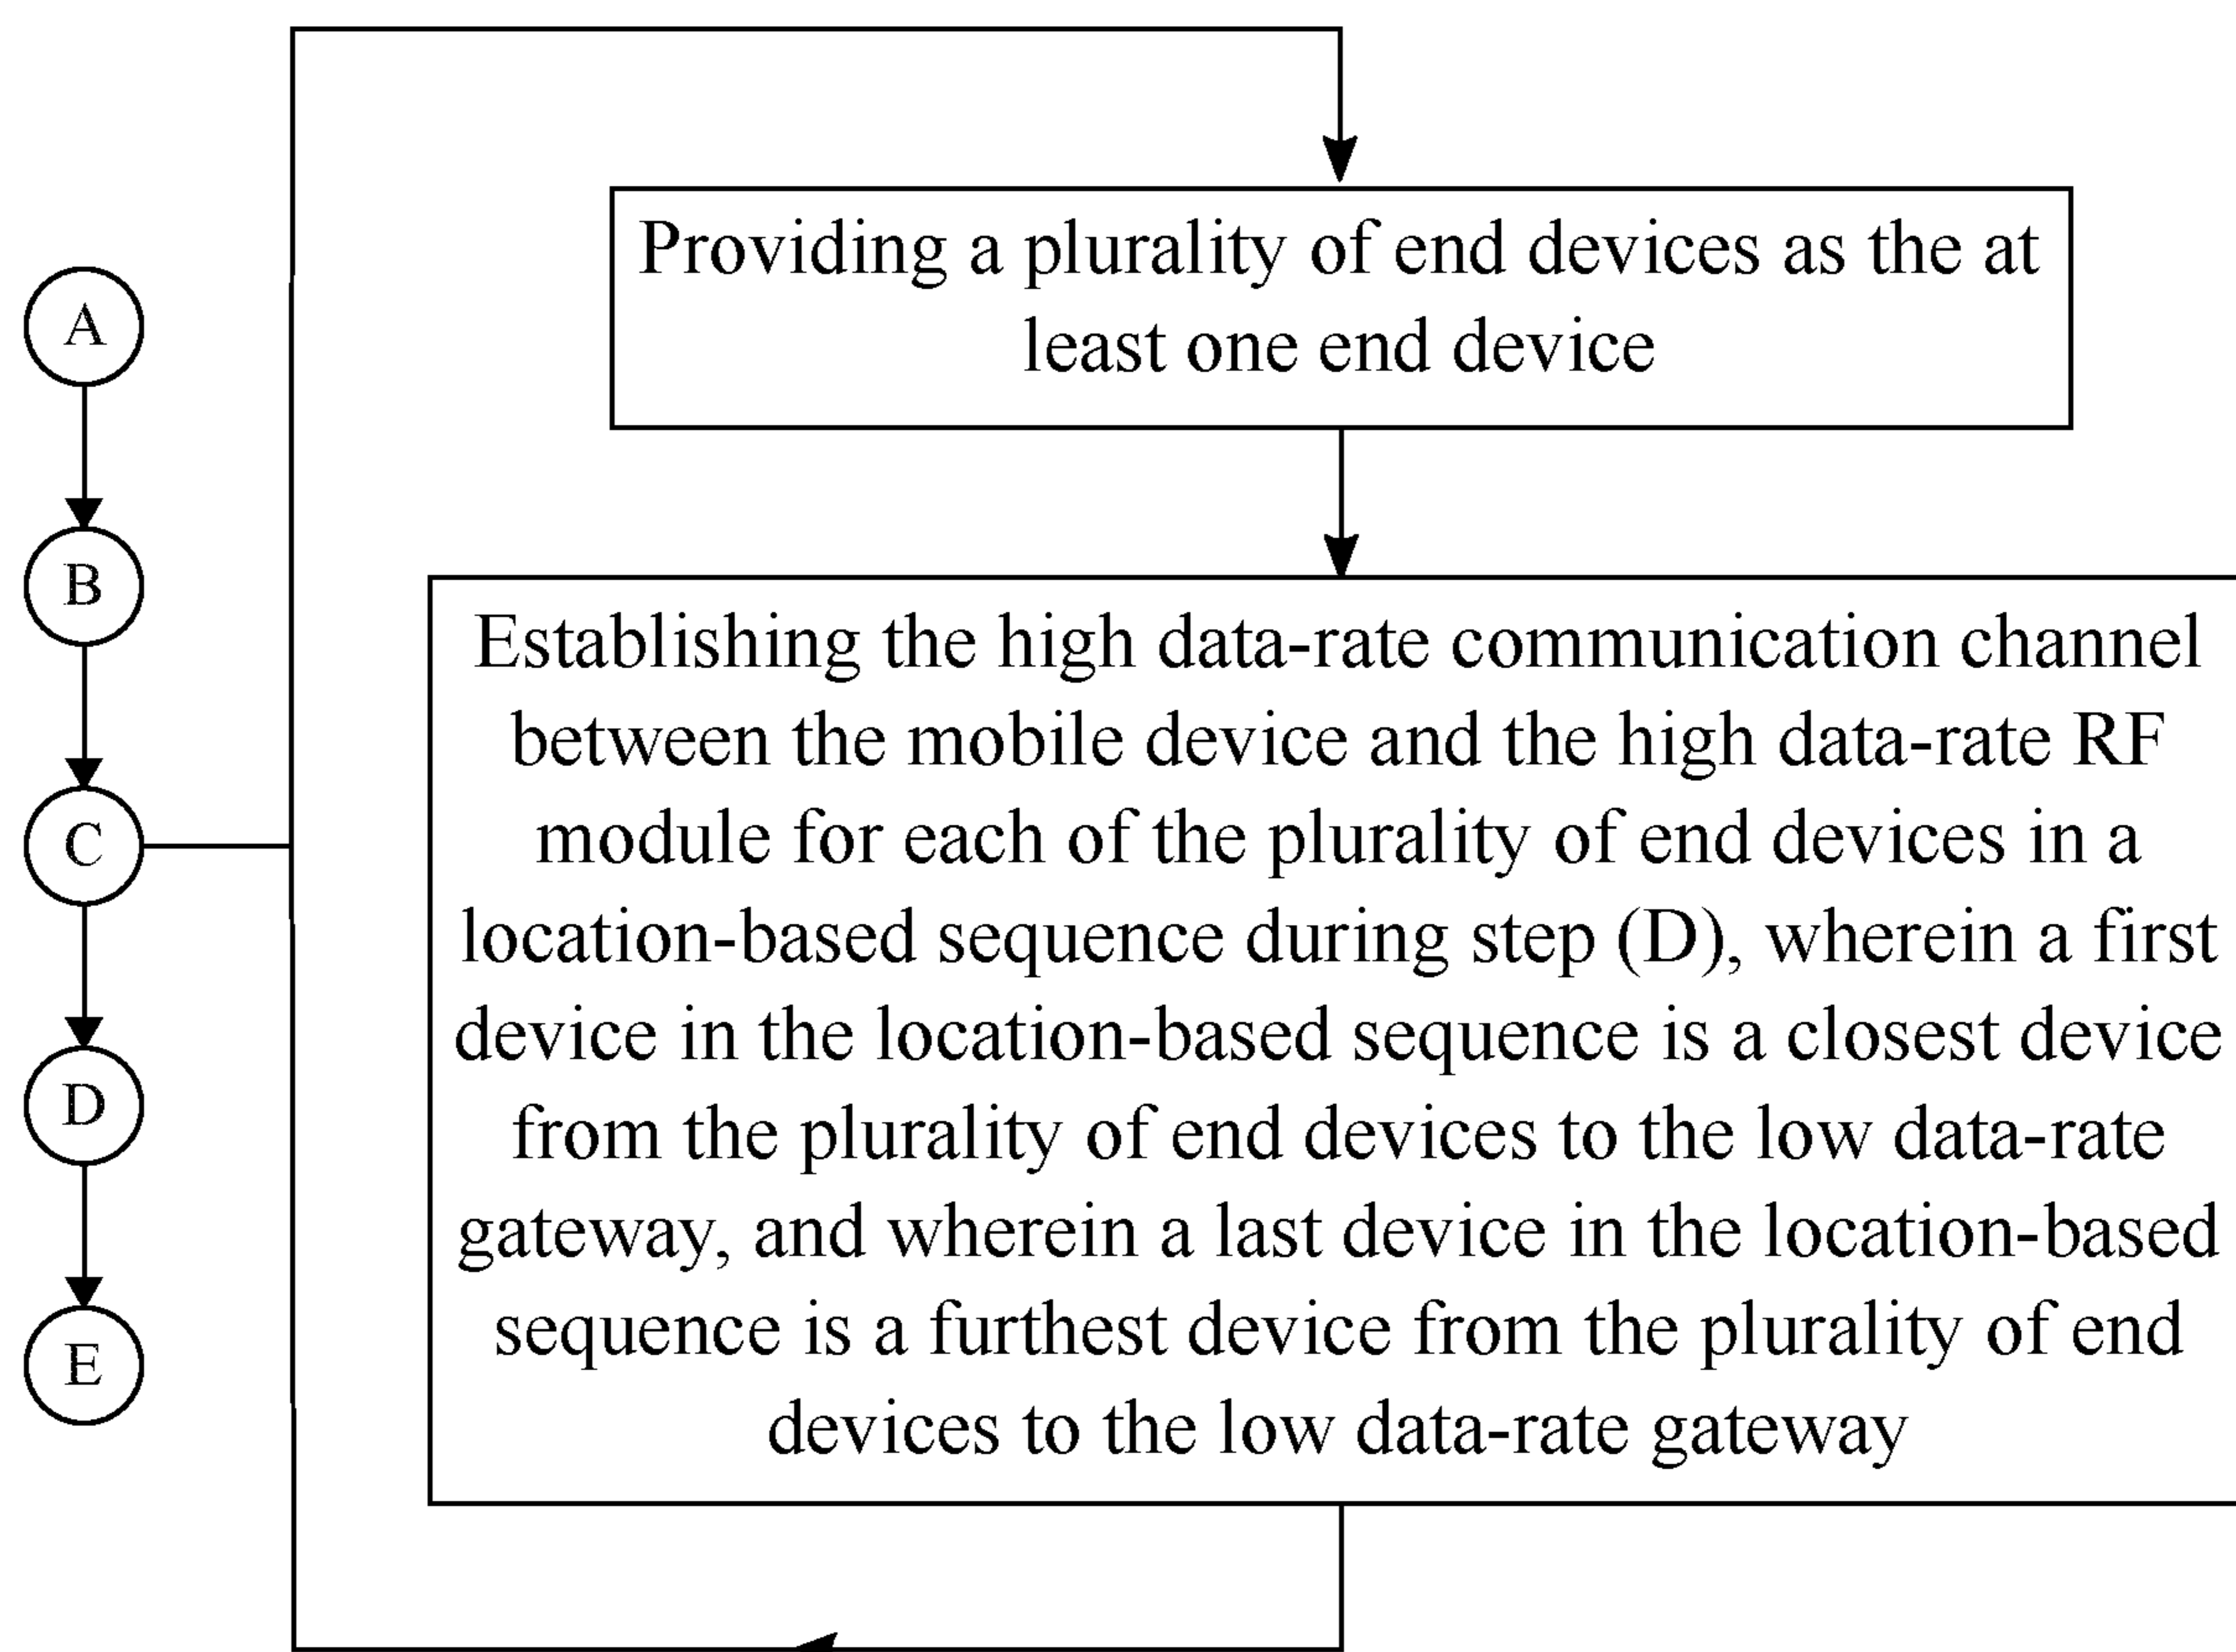 A
B
C
D
E
Providing a plurality of end devices as the at
least one end device
Establishing the high data-rate communication channel
between the mobile device and the high data-rate RF
module for each of the plurality of end devices in a
location-based sequence during step (D), wherein a first
device in the location-based sequence is a closest device
from the plurality of end devices to the low data-rate
gateway, and wherein a last device in the location-based
sequence is a furthest device from the plurality of end
devices to the low data-rate gateway